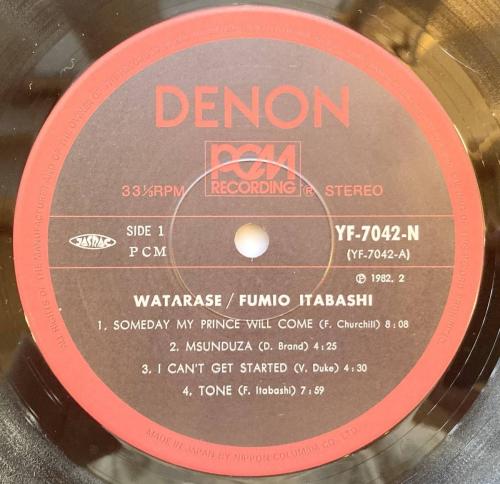 DENON
PCM
RECORDING ®
33⅓RPM STEREO
JASRAC
SIDE 1
PCM
YF-7042-N
(YF-7042-A)
Ⓟ 1982. 2
WATARASE / FUMIO ITABASHI
1. SOMEDAY MY PRINCE WILL COME (F. Churchill) 8:08
2. MSUNDUZA (D. Brand) 4:25
3. I CAN'T GET STARTED (V. Duke) 4:30
4. TONE (F. Itabashi) 7:59
MADE IN JAPAN BY NIPPON COLUMBIA CO., LTD.